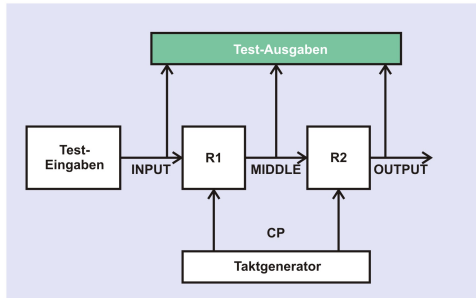 Test-Ausgaben
Test-
Eingaben
INPUT
R1
MIDDLE
R2
OUTPUT
CP
Taktgenerator